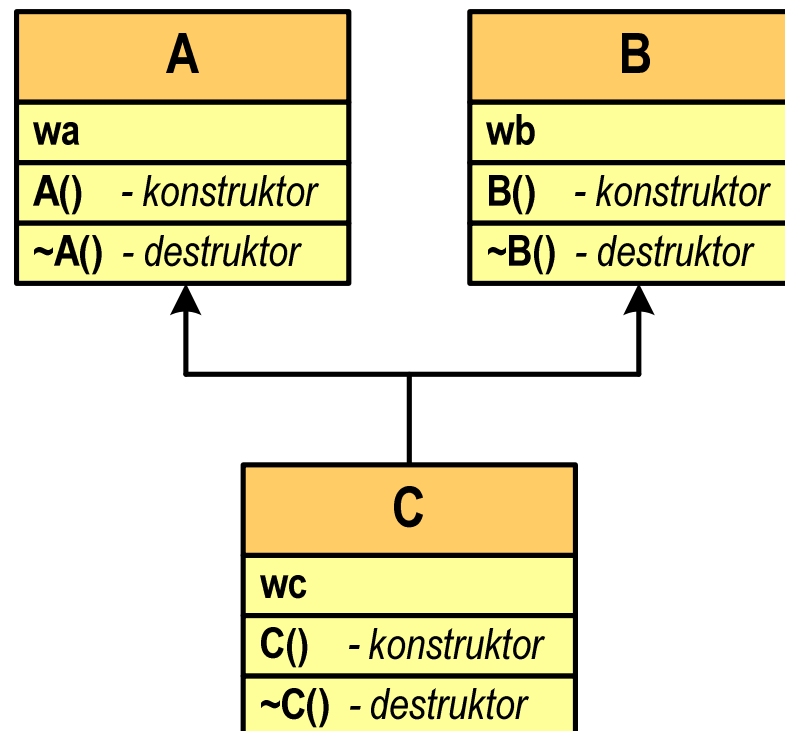 A
wa
A() - konstruktor
~A() - destruktor
B
wb
B() - konstruktor
~B() - destruktor
C
wc
C() - konstruktor
~C() - destruktor